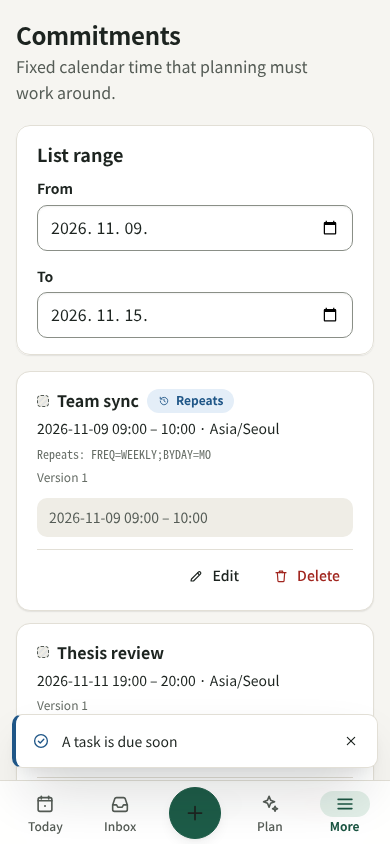 Commitments
Fixed calendar time that planning must
work around.
List range
From
2026. 11. 09.
To
2026. 11. 15.
Team sync
Repeats
2026-11-09 09:00 – 10:00 · Asia/Seoul
Repeats: FREQ=WEEKLY;BYDAY=MO
Version 1
2026-11-09 09:00 – 10:00
Edit
Delete
Thesis review
2026-11-11 19:00 – 20:00 · Asia/Seoul
Version 1
A task is due soon
Today
Inbox
Plan
More